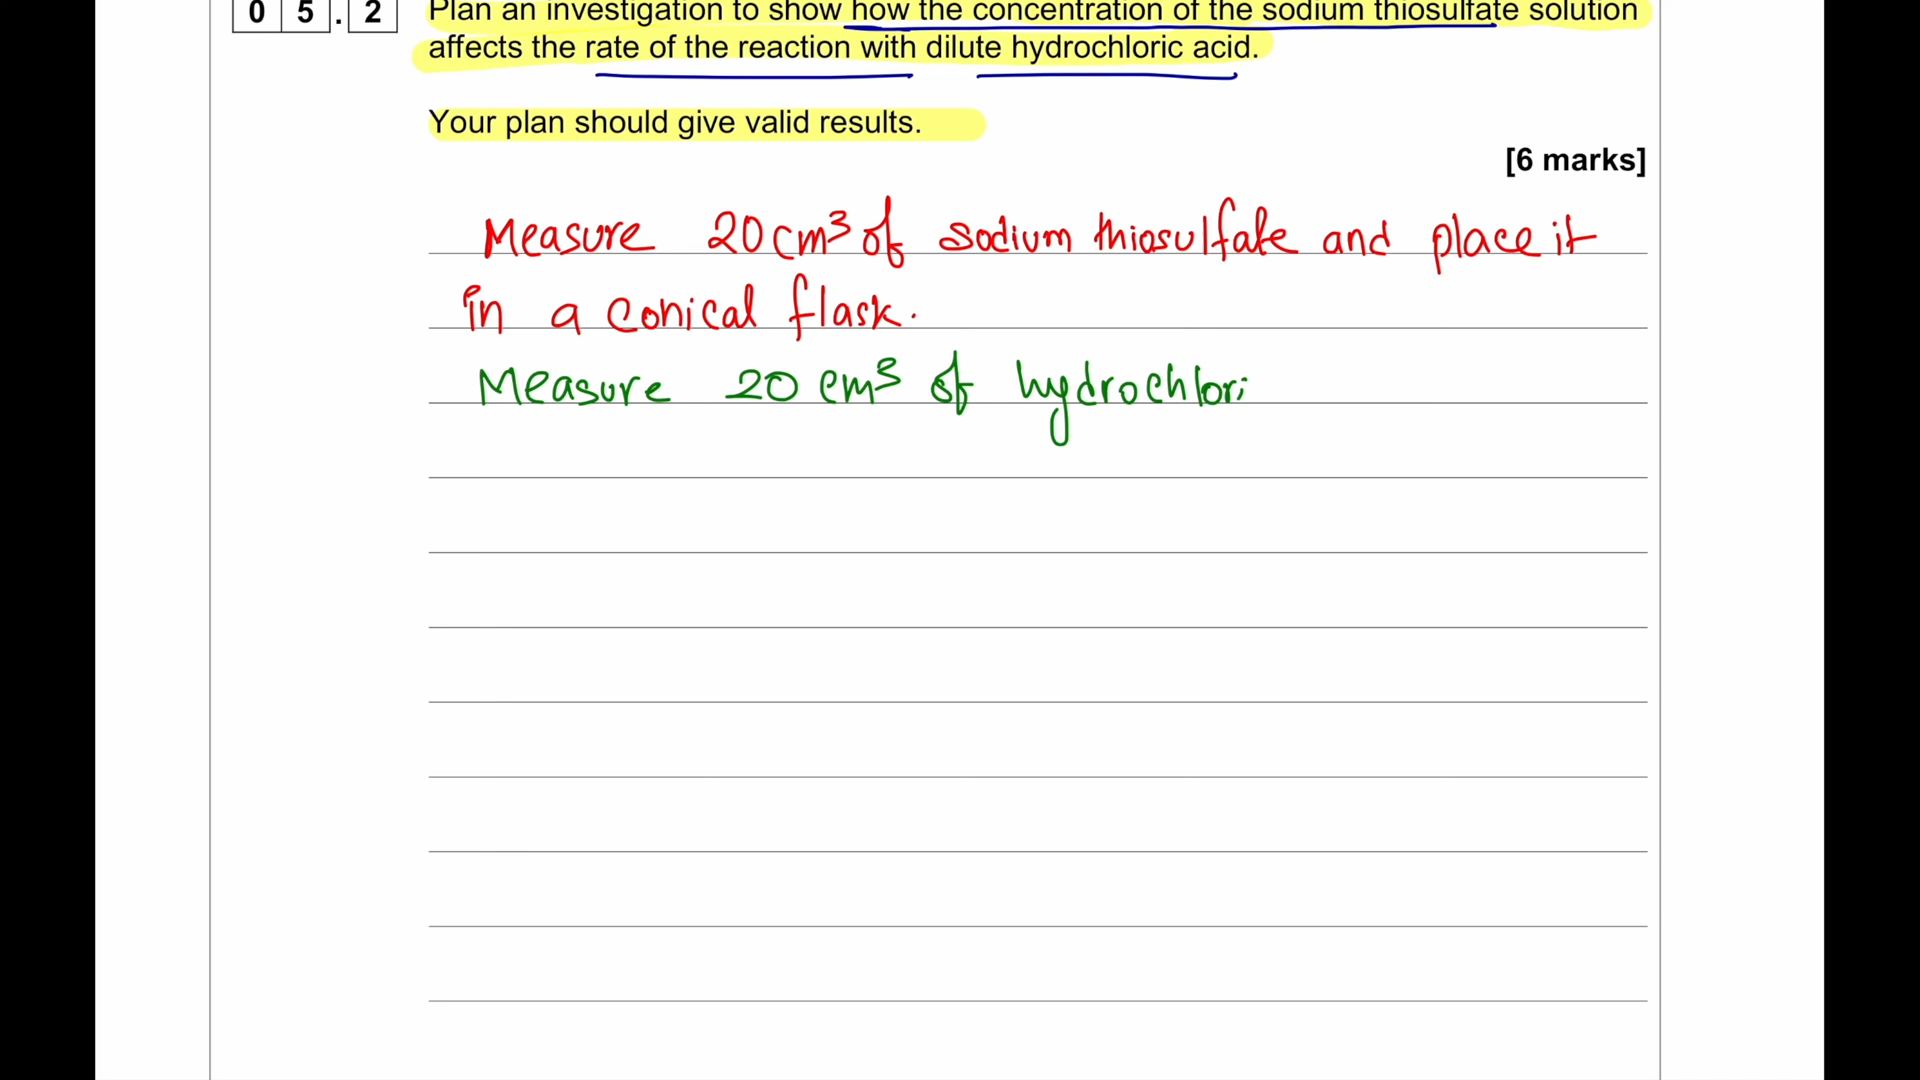 0 5 . 2 Plan an investigation to show how the concentration of the sodium thiosulfate solution
affects the rate of the reaction with dilute hydrochloric acid.
Your plan should give valid results.
[6 marks]
Measure 20 cm³ of sodium thiosulfate and place it
in a conical flask.
Measure 20 cm³ of hydrochlori